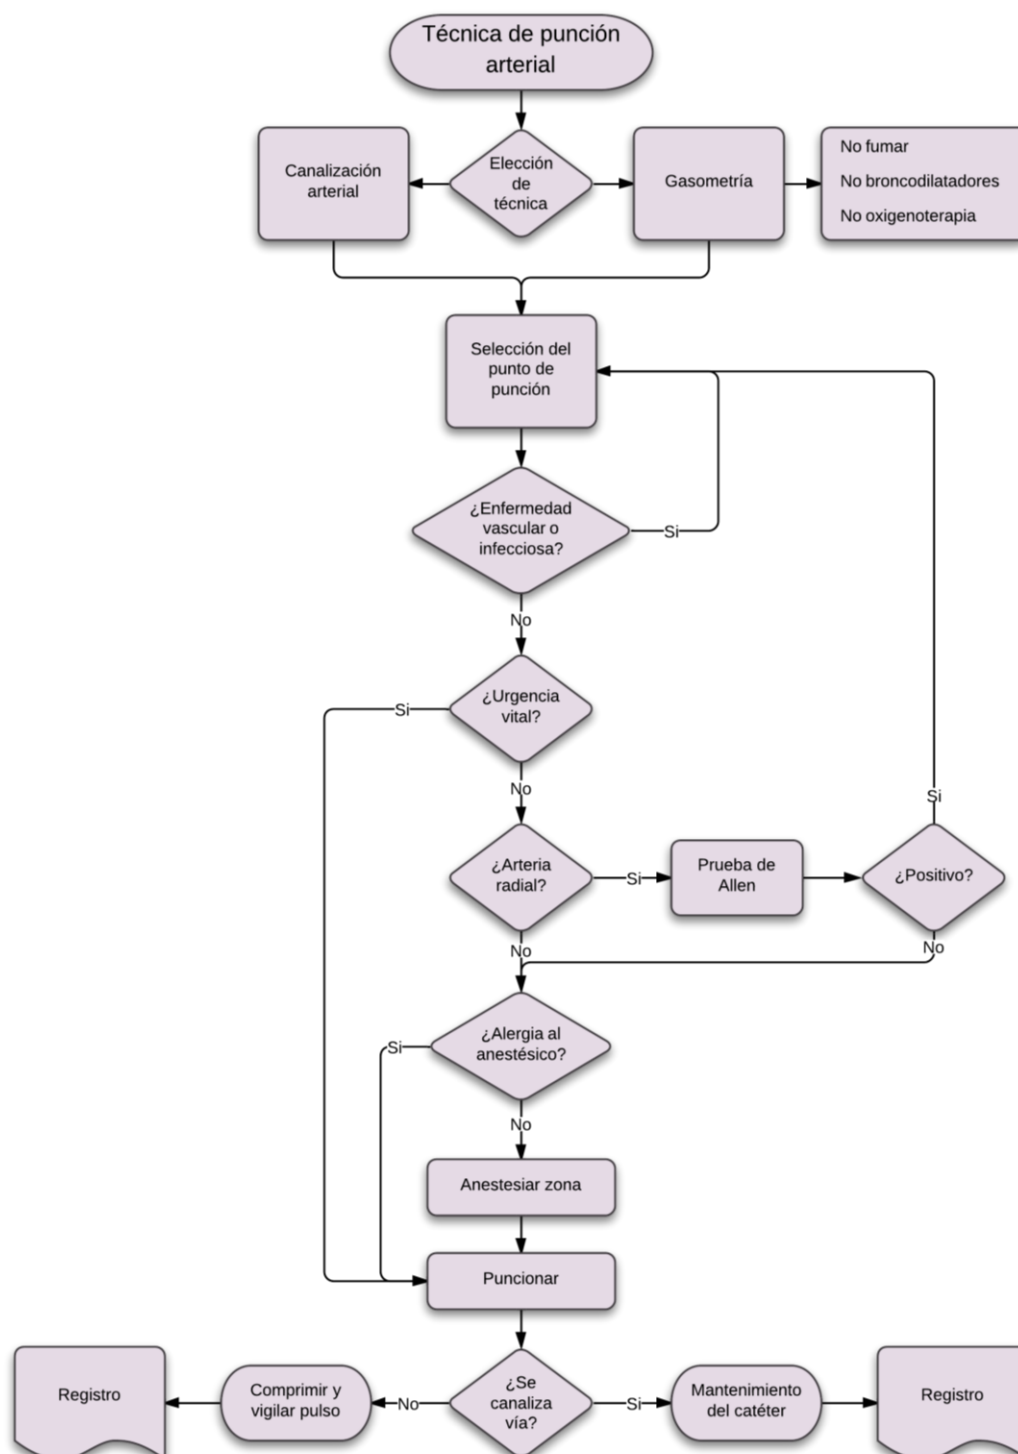 Técnica de punción
arterial
Canalización
arterial
Elección
de
técnica
Gasometría
No fumar
No broncodilatadores
No oxigenoterapia
Selección del
punto de
punción
¿Enfermedad
vascular o
infecciosa?
Si
No
¿Urgencia
vital?
Si
No
Si
¿Arteria
radial?
Si
Prueba de
Allen
¿Positivo?
No
No
¿Alergia al
anestésico?
Si
No
Anestesiar zona
Puncionar
Registro
Comprimir y
vigilar pulso
No
¿Se
canaliza
vía?
Si
Mantenimiento
del catéter
Registro